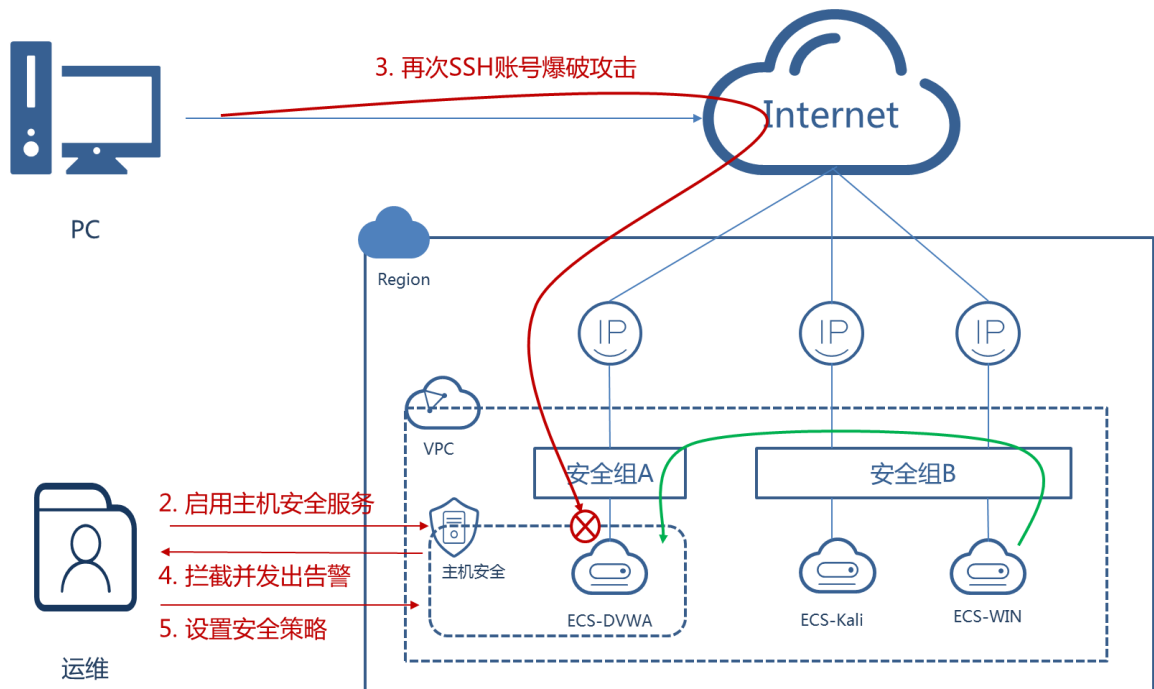 3. 再次SSH账号爆破攻击
Internet
PC
Region
IP
IP
IP
VPC
安全组A
安全组B
2. 启用主机安全服务
主机安全
4. 拦截并发出告警
ECS-DVWA
ECS-Kali
ECS-WIN
5. 设置安全策略
运维